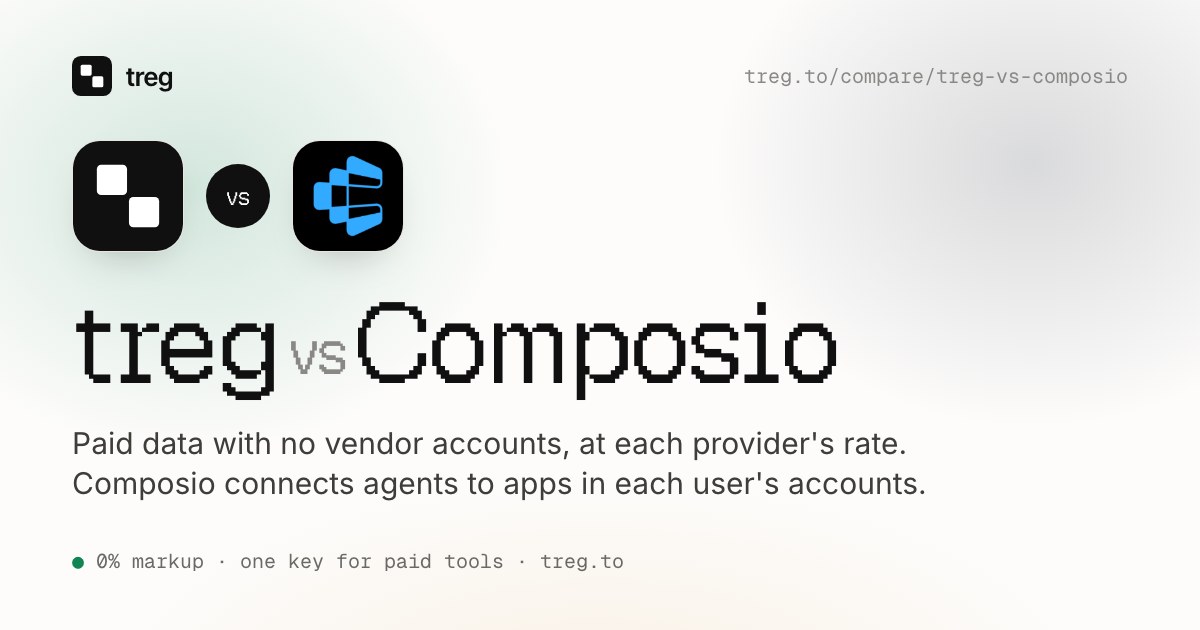 treg
treg.to/compare/treg-vs-composio
vs
treg vs Composio
Paid data with no vendor accounts, at each provider's rate.
Composio connects agents to apps in each user's accounts.
0% markup · one key for paid tools · treg.to